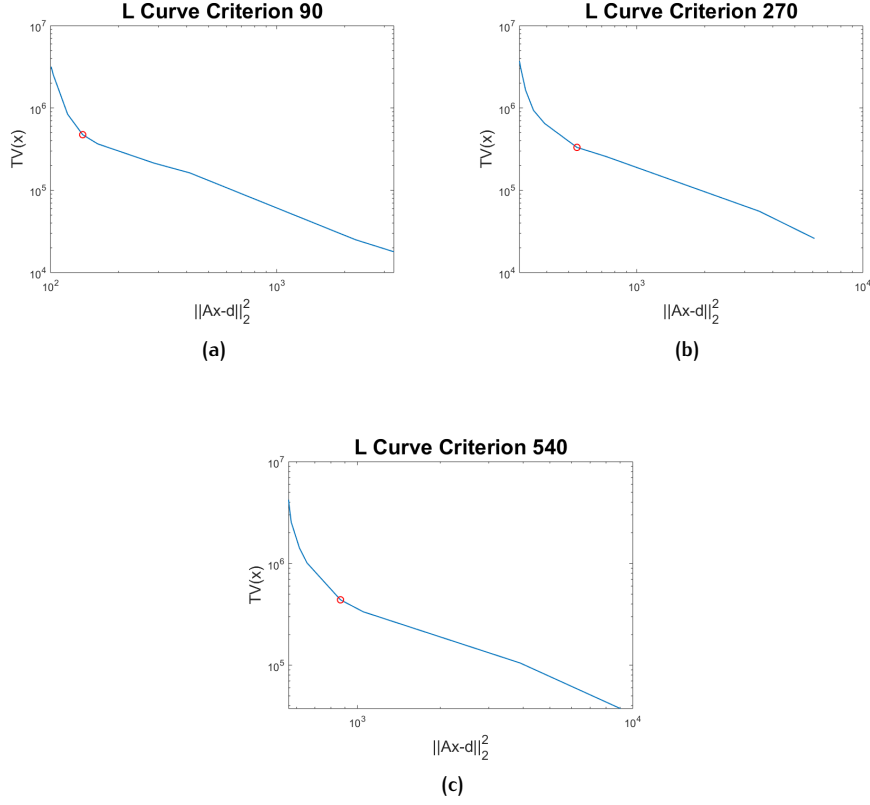 L Curve Criterion 90
10^7
10^6
10^5
10^4
TV(x)
10^2
10^3
||Ax-d||_2^2
(a)
L Curve Criterion 270
10^7
10^6
10^5
10^4
TV(x)
10^3
10^4
||Ax-d||_2^2
(b)
L Curve Criterion 540
10^7
10^6
10^5
TV(x)
10^3
10^4
||Ax-d||_2^2
(c)